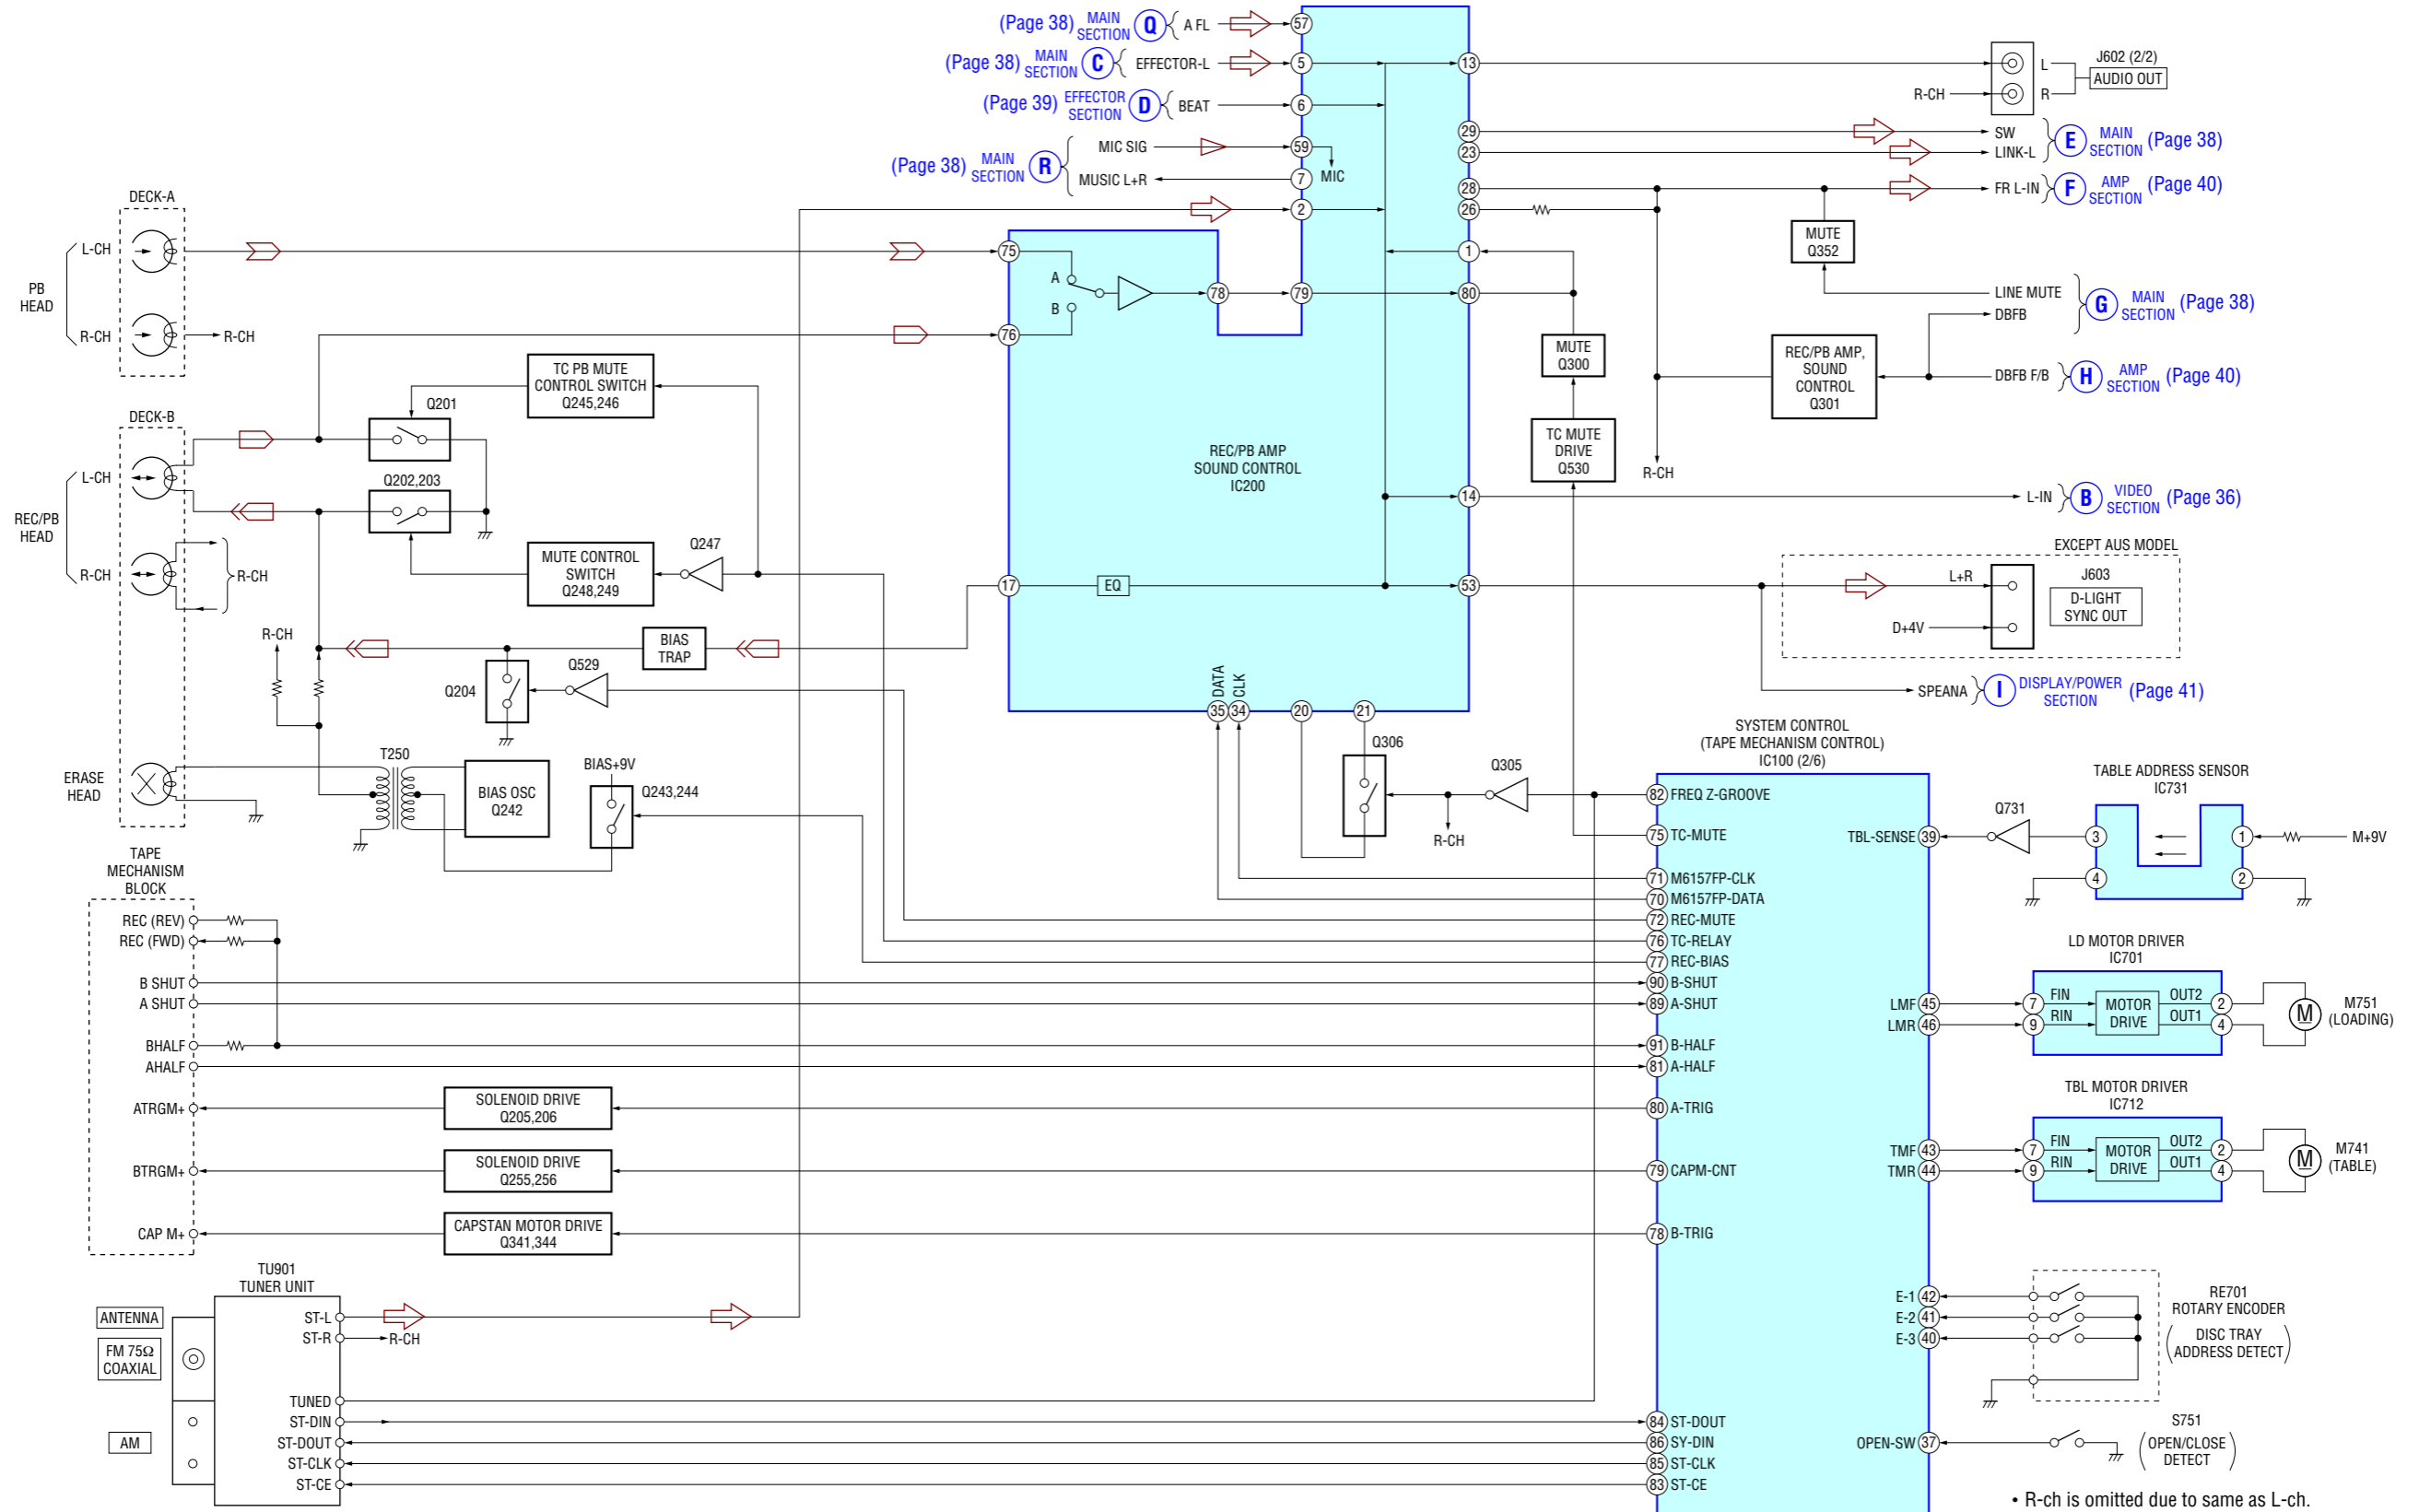 (Page 38) MAIN SECTION Q A FL 57
(Page 38) MAIN SECTION C EFFECTOR-L 5 13
J602 (2/2)
L
AUDIO OUT
R-CH R
(Page 39) EFFECTOR SECTION D BEAT 6
29 SW
23 LINK-L
E MAIN SECTION (Page 38)
(Page 38) MAIN SECTION R
MIC SIG 59
MIC
MUSIC L+R 7
28 FR L-IN F AMP SECTION (Page 40)
2 26
DECK-A
PB HEAD
L-CH
R-CH R-CH
75 1
A
B
78 79 80
76
MUTE
Q352
LINE MUTE
DBFB
G MAIN SECTION (Page 38)
MUTE
Q300
REC/PB AMP,
SOUND
CONTROL
Q301
DBFB F/B H AMP SECTION (Page 40)
TC PB MUTE
CONTROL SWITCH
Q245,246
Q201
DECK-B
TC MUTE
DRIVE
Q530
R-CH
REC/PB AMP
SOUND CONTROL
IC200
REC/PB
HEAD
L-CH
R-CH
R-CH
Q202,203
14 L-IN B VIDEO SECTION (Page 36)
MUTE CONTROL
SWITCH
Q248,249
Q247
EXCEPT AUS MODEL
17 EQ 53
L+R
J603
D-LIGHT
SYNC OUT
D+4V
R-CH
BIAS
TRAP
Q204
Q529
SPEANA I DISPLAY/POWER SECTION (Page 41)
DATA
CLK
35 34 20 21
Q306
Q305
R-CH
ERASE
HEAD
T250
BIAS OSC
Q242
BIAS+9V
Q243,244
SYSTEM CONTROL
(TAPE MECHANISM CONTROL)
IC100 (2/6)
82 FREQ Z-GROOVE
75 TC-MUTE
71 M6157FP-CLK
70 M6157FP-DATA
72 REC-MUTE
76 TC-RELAY
77 REC-BIAS
90 B-SHUT
89 A-SHUT
91 B-HALF
81 A-HALF
80 A-TRIG
79 CAPM-CNT
78 B-TRIG
84 ST-DOUT
86 SY-DIN
85 ST-CLK
83 ST-CE
TABLE ADDRESS SENSOR
IC731
TBL-SENSE 39
Q731
3 1 M+9V
4 2
LD MOTOR DRIVER
IC701
LMF 45 7 FIN
LMR 46 9 RIN
MOTOR
DRIVE
OUT2 2
OUT1 4
M
M751
(LOADING)
TBL MOTOR DRIVER
IC712
TMF 43 7 FIN
TMR 44 9 RIN
MOTOR
DRIVE
OUT2 2
OUT1 4
M
M741
(TABLE)
E-1 42
E-2 41
E-3 40
RE701
ROTARY ENCODER
(DISC TRAY
ADDRESS DETECT)
OPEN-SW 37
S751
(OPEN/CLOSE
DETECT)
TAPE
MECHANISM
BLOCK
REC (REV)
REC (FWD)
B SHUT
A SHUT
BHALF
AHALF
ATRGM+
SOLENOID DRIVE
Q205,206
BTRGM+
SOLENOID DRIVE
Q255,256
CAP M+
CAPSTAN MOTOR DRIVE
Q341,344
TU901
TUNER UNIT
ANTENNA
FM 75Ω
COAXIAL
AM
ST-L
ST-R R-CH
TUNED
ST-DIN
ST-DOUT
ST-CLK
ST-CE
• R-ch is omitted due to same as L-ch.